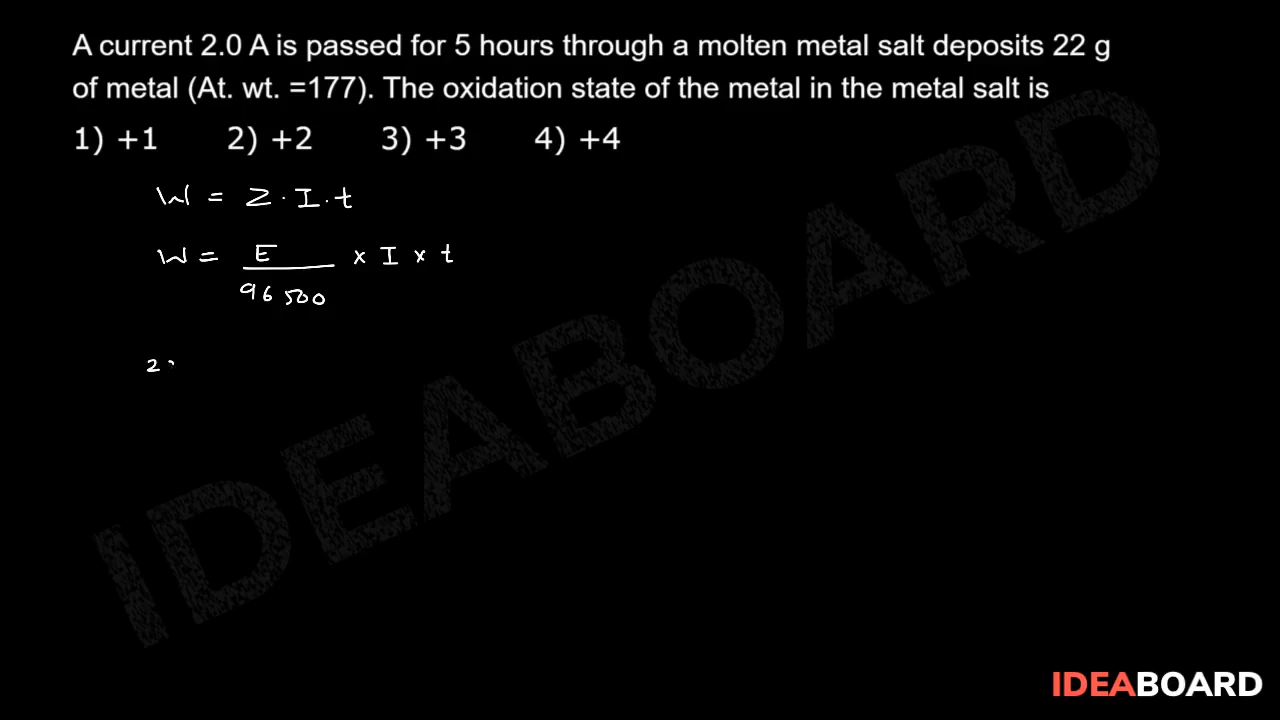 A current 2.0 A is passed for 5 hours through a molten metal salt deposits 22 g
of metal (At. wt. =177). The oxidation state of the metal in the metal salt is
1) +1 2) +2 3) +3 4) +4
W = Z . I . t
W = E / 96500 × I × t
2
IDEABOARD
IDEABOARD